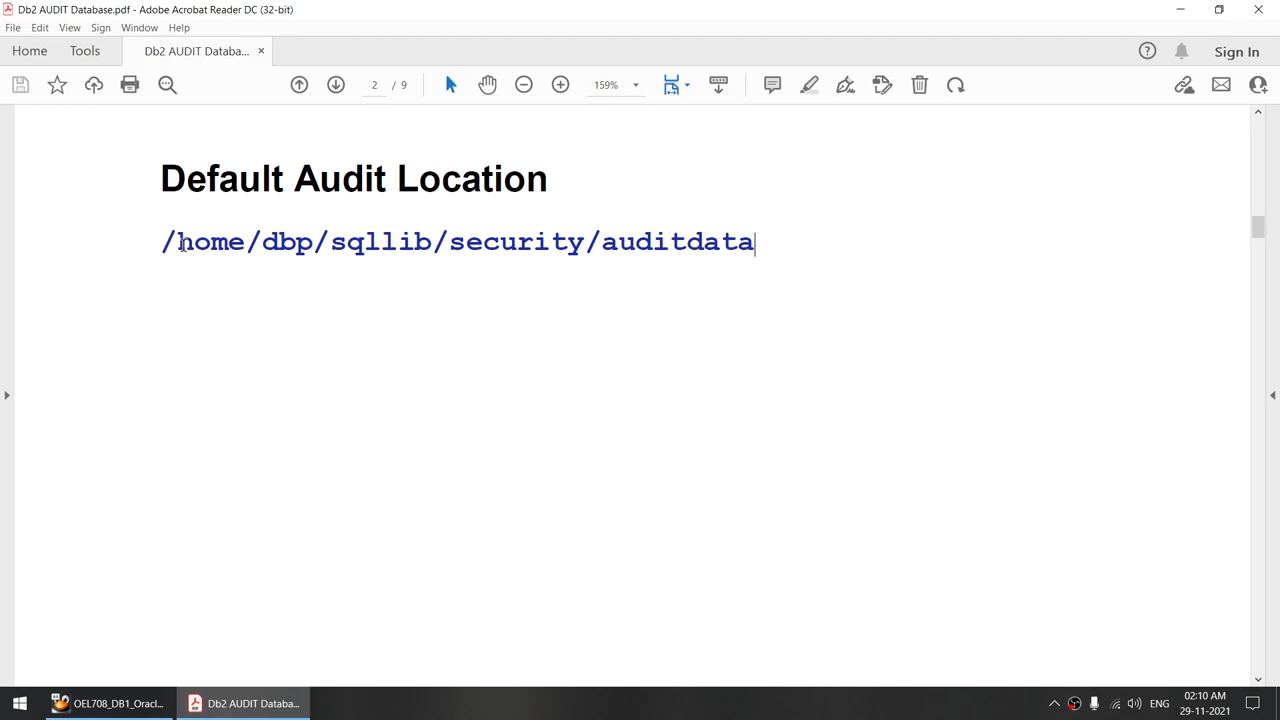 Db2 AUDIT Database.pdf - Adobe Acrobat Reader DC (32-bit)
File Edit View Sign Window Help
Home Tools Db2 AUDIT Databa... × Sign In
2 / 9 159%
Default Audit Location
/home/dbp/sqllib/security/auditdata
OEL708_DB1_Oracl... Db2 AUDIT Databa... ENG 02:10 AM
29-11-2021